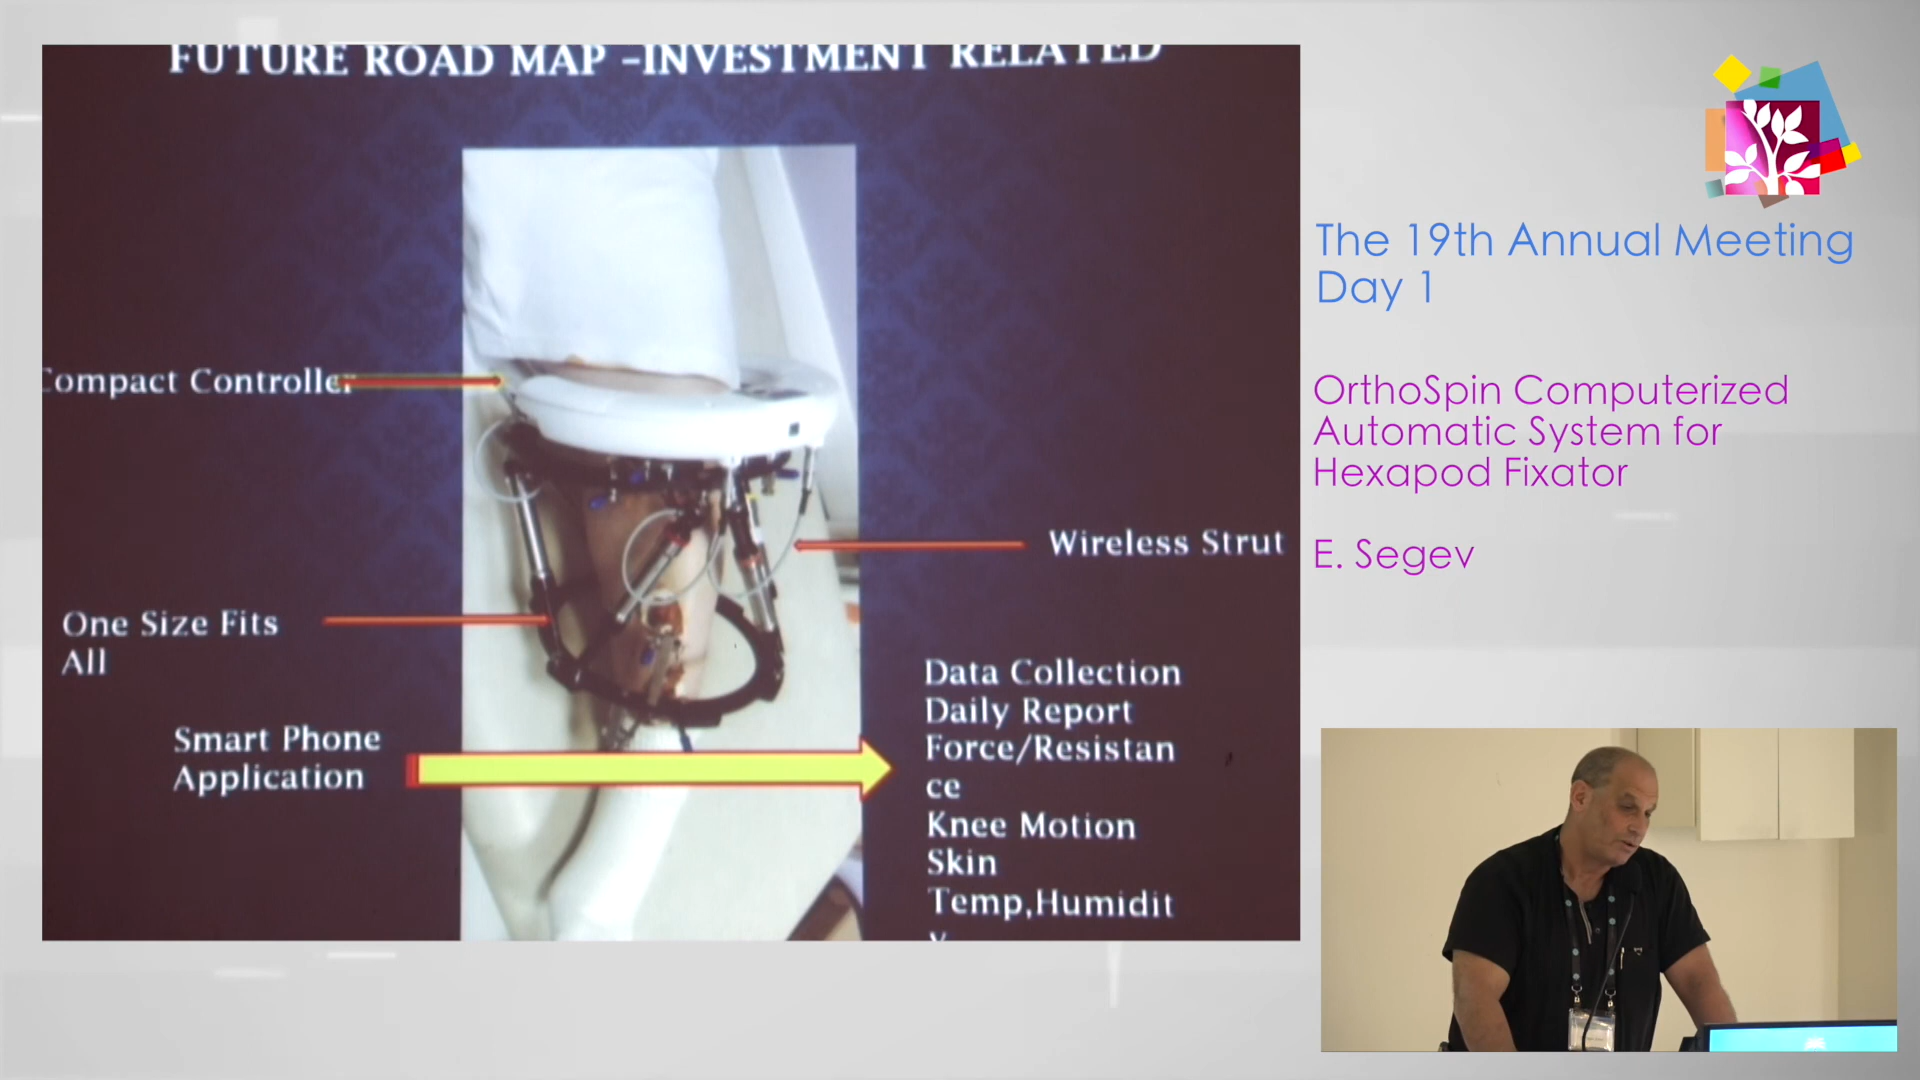 FUTURE ROAD MAP –INVESTMENT RELATED
Compact Controller
Wireless Strut
One Size Fits
All
Smart Phone
Application
Data Collection
Daily Report
Force/Resistan
ce
Knee Motion
Skin
Temp,Humidit
y
The 19th Annual Meeting
Day 1
OrthoSpin Computerized
Automatic System for
Hexapod Fixator
E. Segev